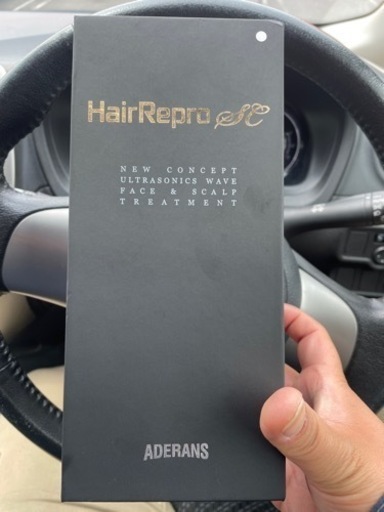 HairRepro SC
NEW CONCEPT
ULTRASONICS WAVE
FACE & SCALP
TREATMENT
ADERANS